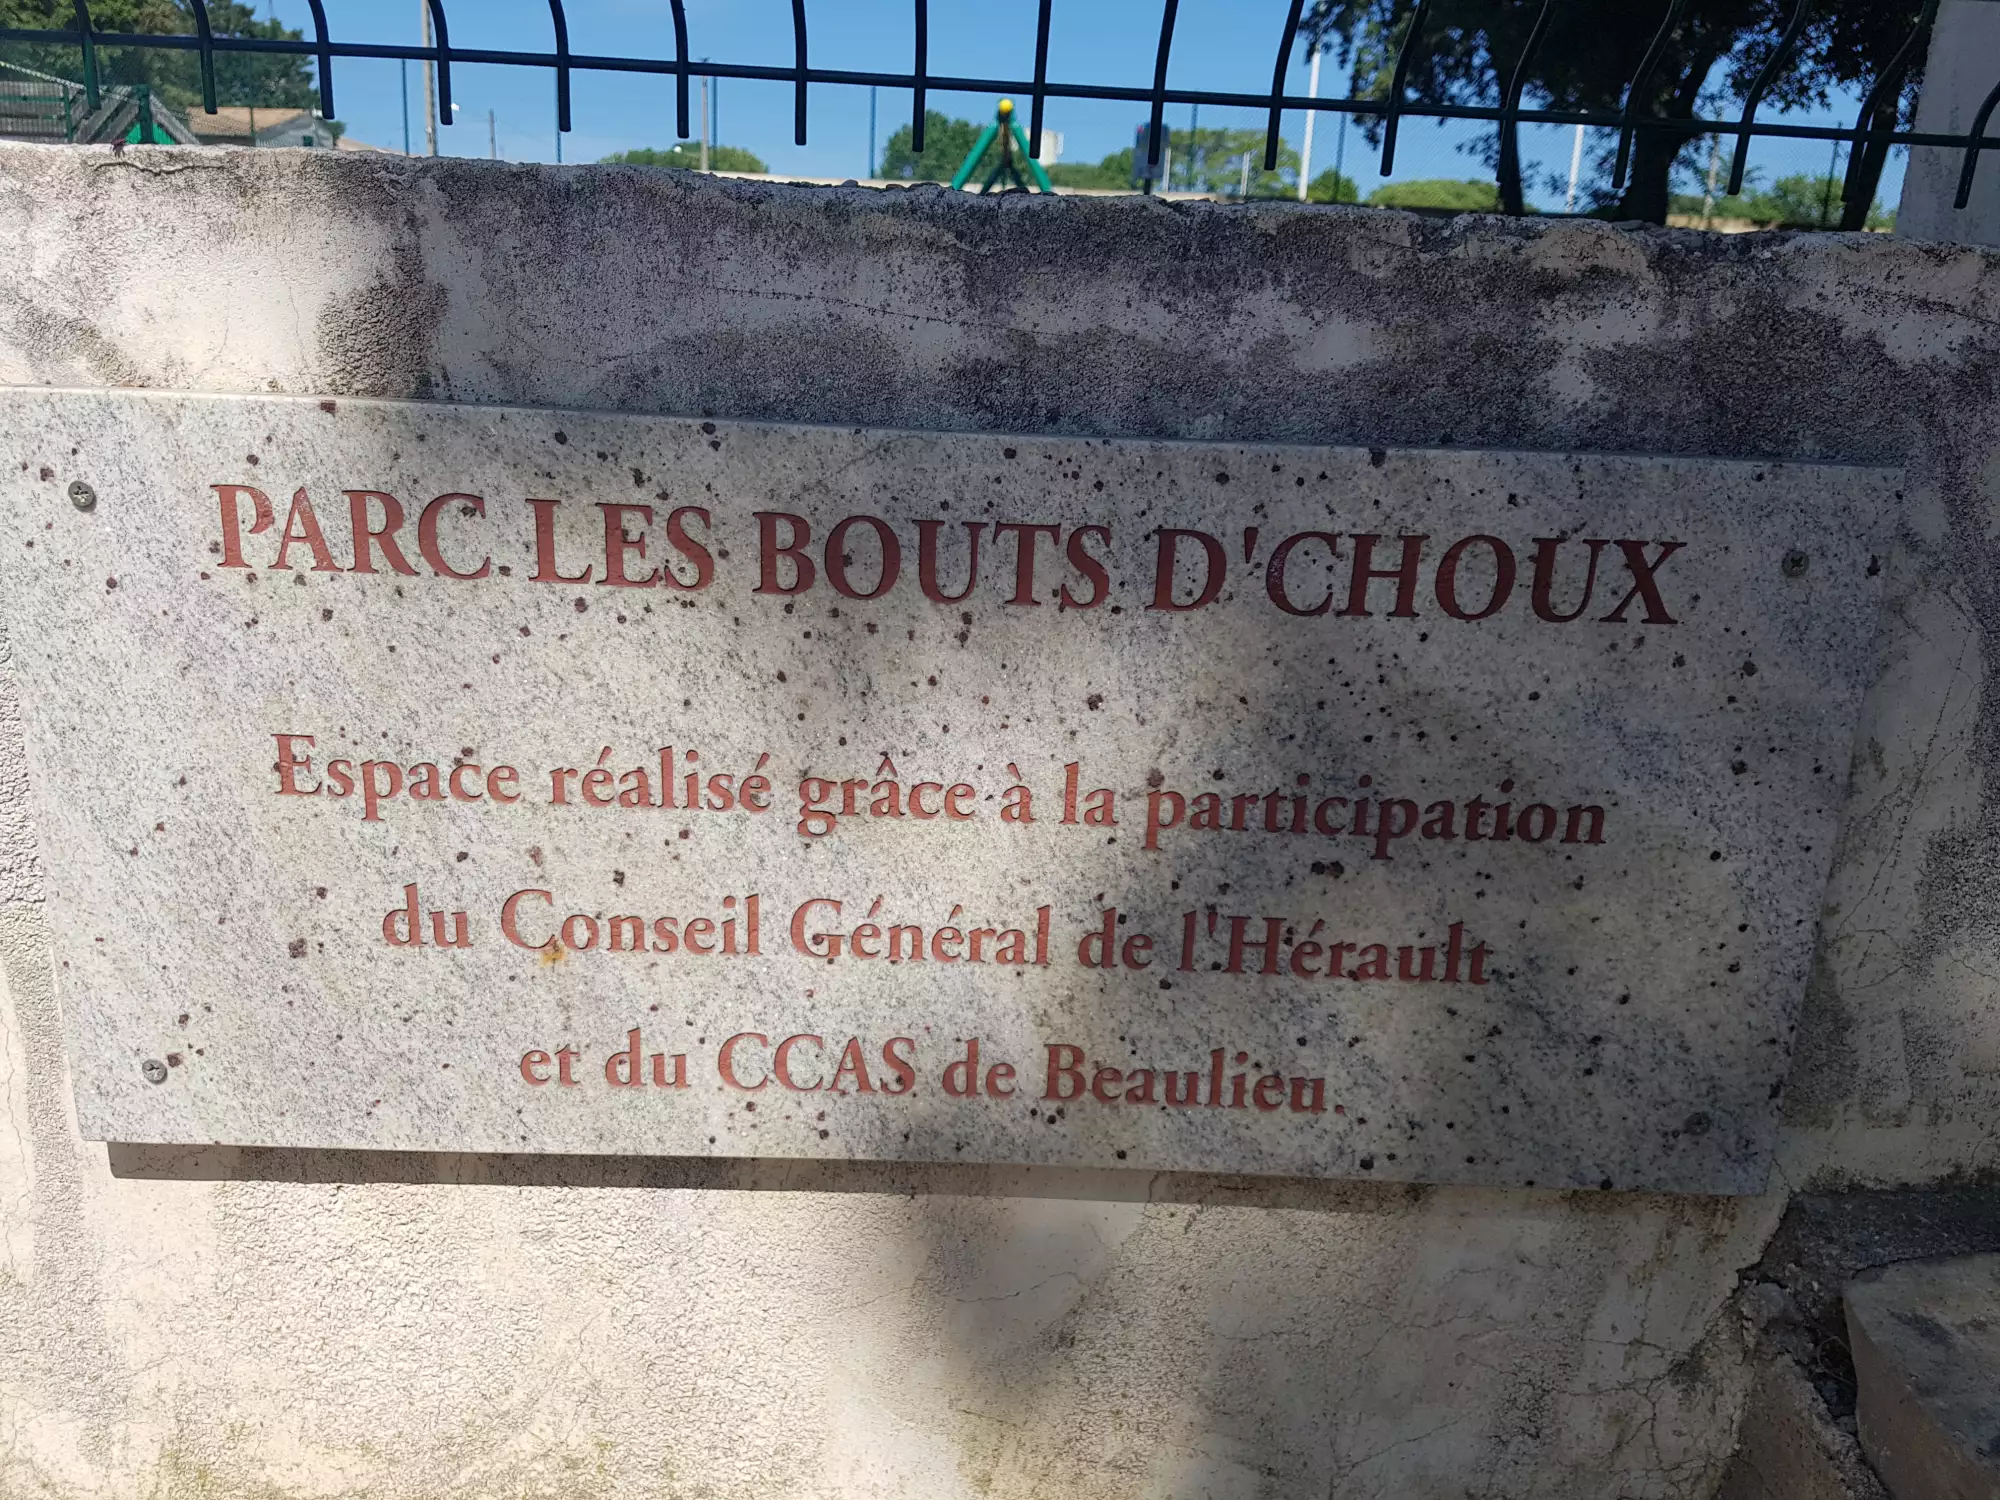 PARC LES BOUTS D'CHOUX
Espace réalisé grâce à la participation
du Conseil Général de l'Hérault
et du CCAS de Beaulieu.